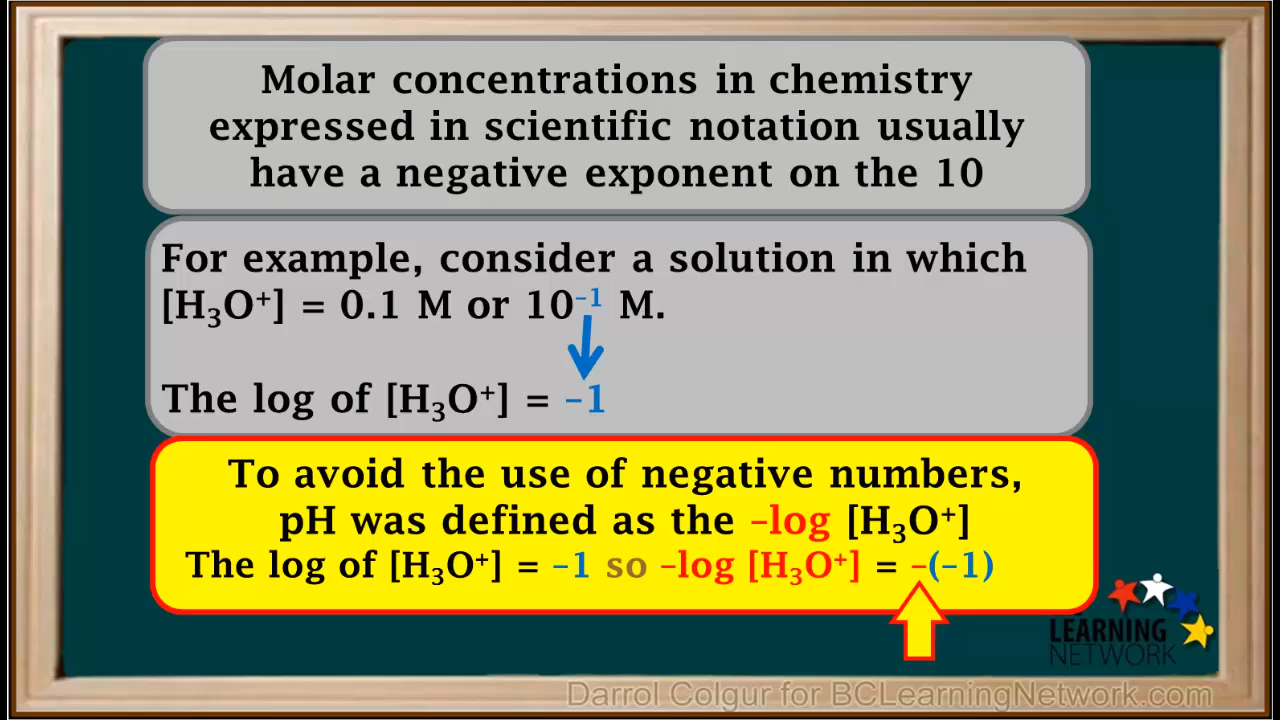 Molar concentrations in chemistry
expressed in scientific notation usually
have a negative exponent on the 10
For example, consider a solution in which
[H₃O⁺] = 0.1 M or 10⁻¹ M.
The log of [H₃O⁺] = –1
To avoid the use of negative numbers,
pH was defined as the –log [H₃O⁺]
The log of [H₃O⁺] = –1 so –log [H₃O⁺] = –(–1)
LEARNING
NETWORK
Darrol Colgur for BCLearningNetwork.com